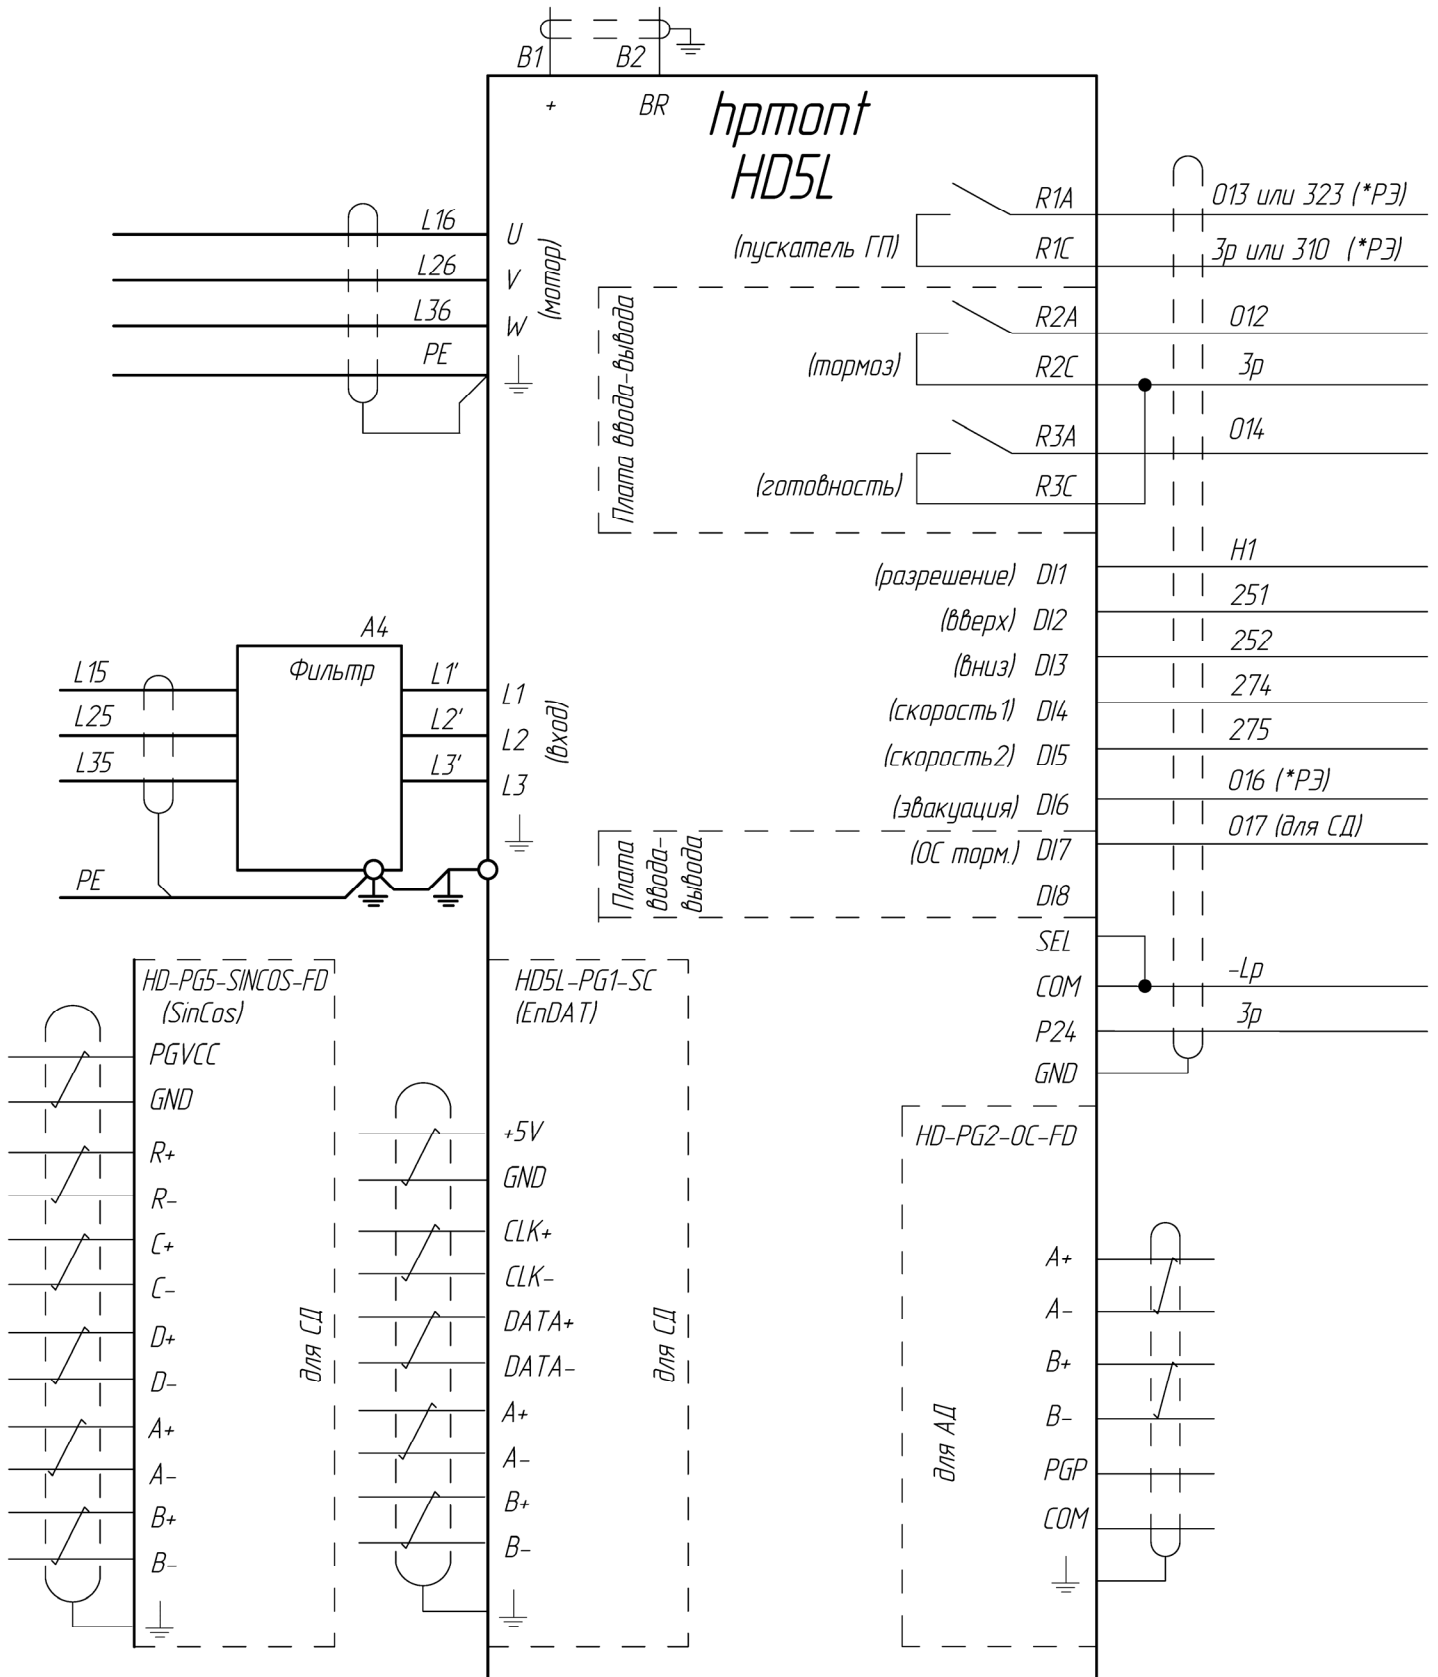 B1
B2
+
BR
hpmont
HD5L
L16
U
L26
V
L36
W
PE
(мотор)
R1A
013 или 323 (*РЭ)
(пускатель ГП)
R1C
3р или 310 (*РЭ)
Плата ввода-вывода
R2A
012
(тормоз)
R2C
3р
R3A
014
(готовность)
R3C
(разрешение) DI1
H1
(вверх) DI2
251
(вниз) DI3
252
(скорость1) DI4
274
(скорость2) DI5
275
(эвакуация) DI6
016 (*РЭ)
Плата
ввода-
вывода
(ОС торм.) DI7
017 (для СД)
DI8
SEL
COM
-Lp
P24
3р
GND
A4
Фильтр
L15
L1'
L1
L25
L2'
L2
L35
L3'
L3
(вход)
PE
HD-PG5-SINCOS-FD
(SinCos)
PGVCC
GND
R+
R-
C+
C-
D+
D-
A+
A-
B+
B-
для СД
HD5L-PG1-SC
(EnDAT)
+5V
GND
CLK+
CLK-
DATA+
DATA-
A+
A-
B+
B-
для СД
HD-PG2-OC-FD
A+
A-
B+
B-
PGP
COM
для АД